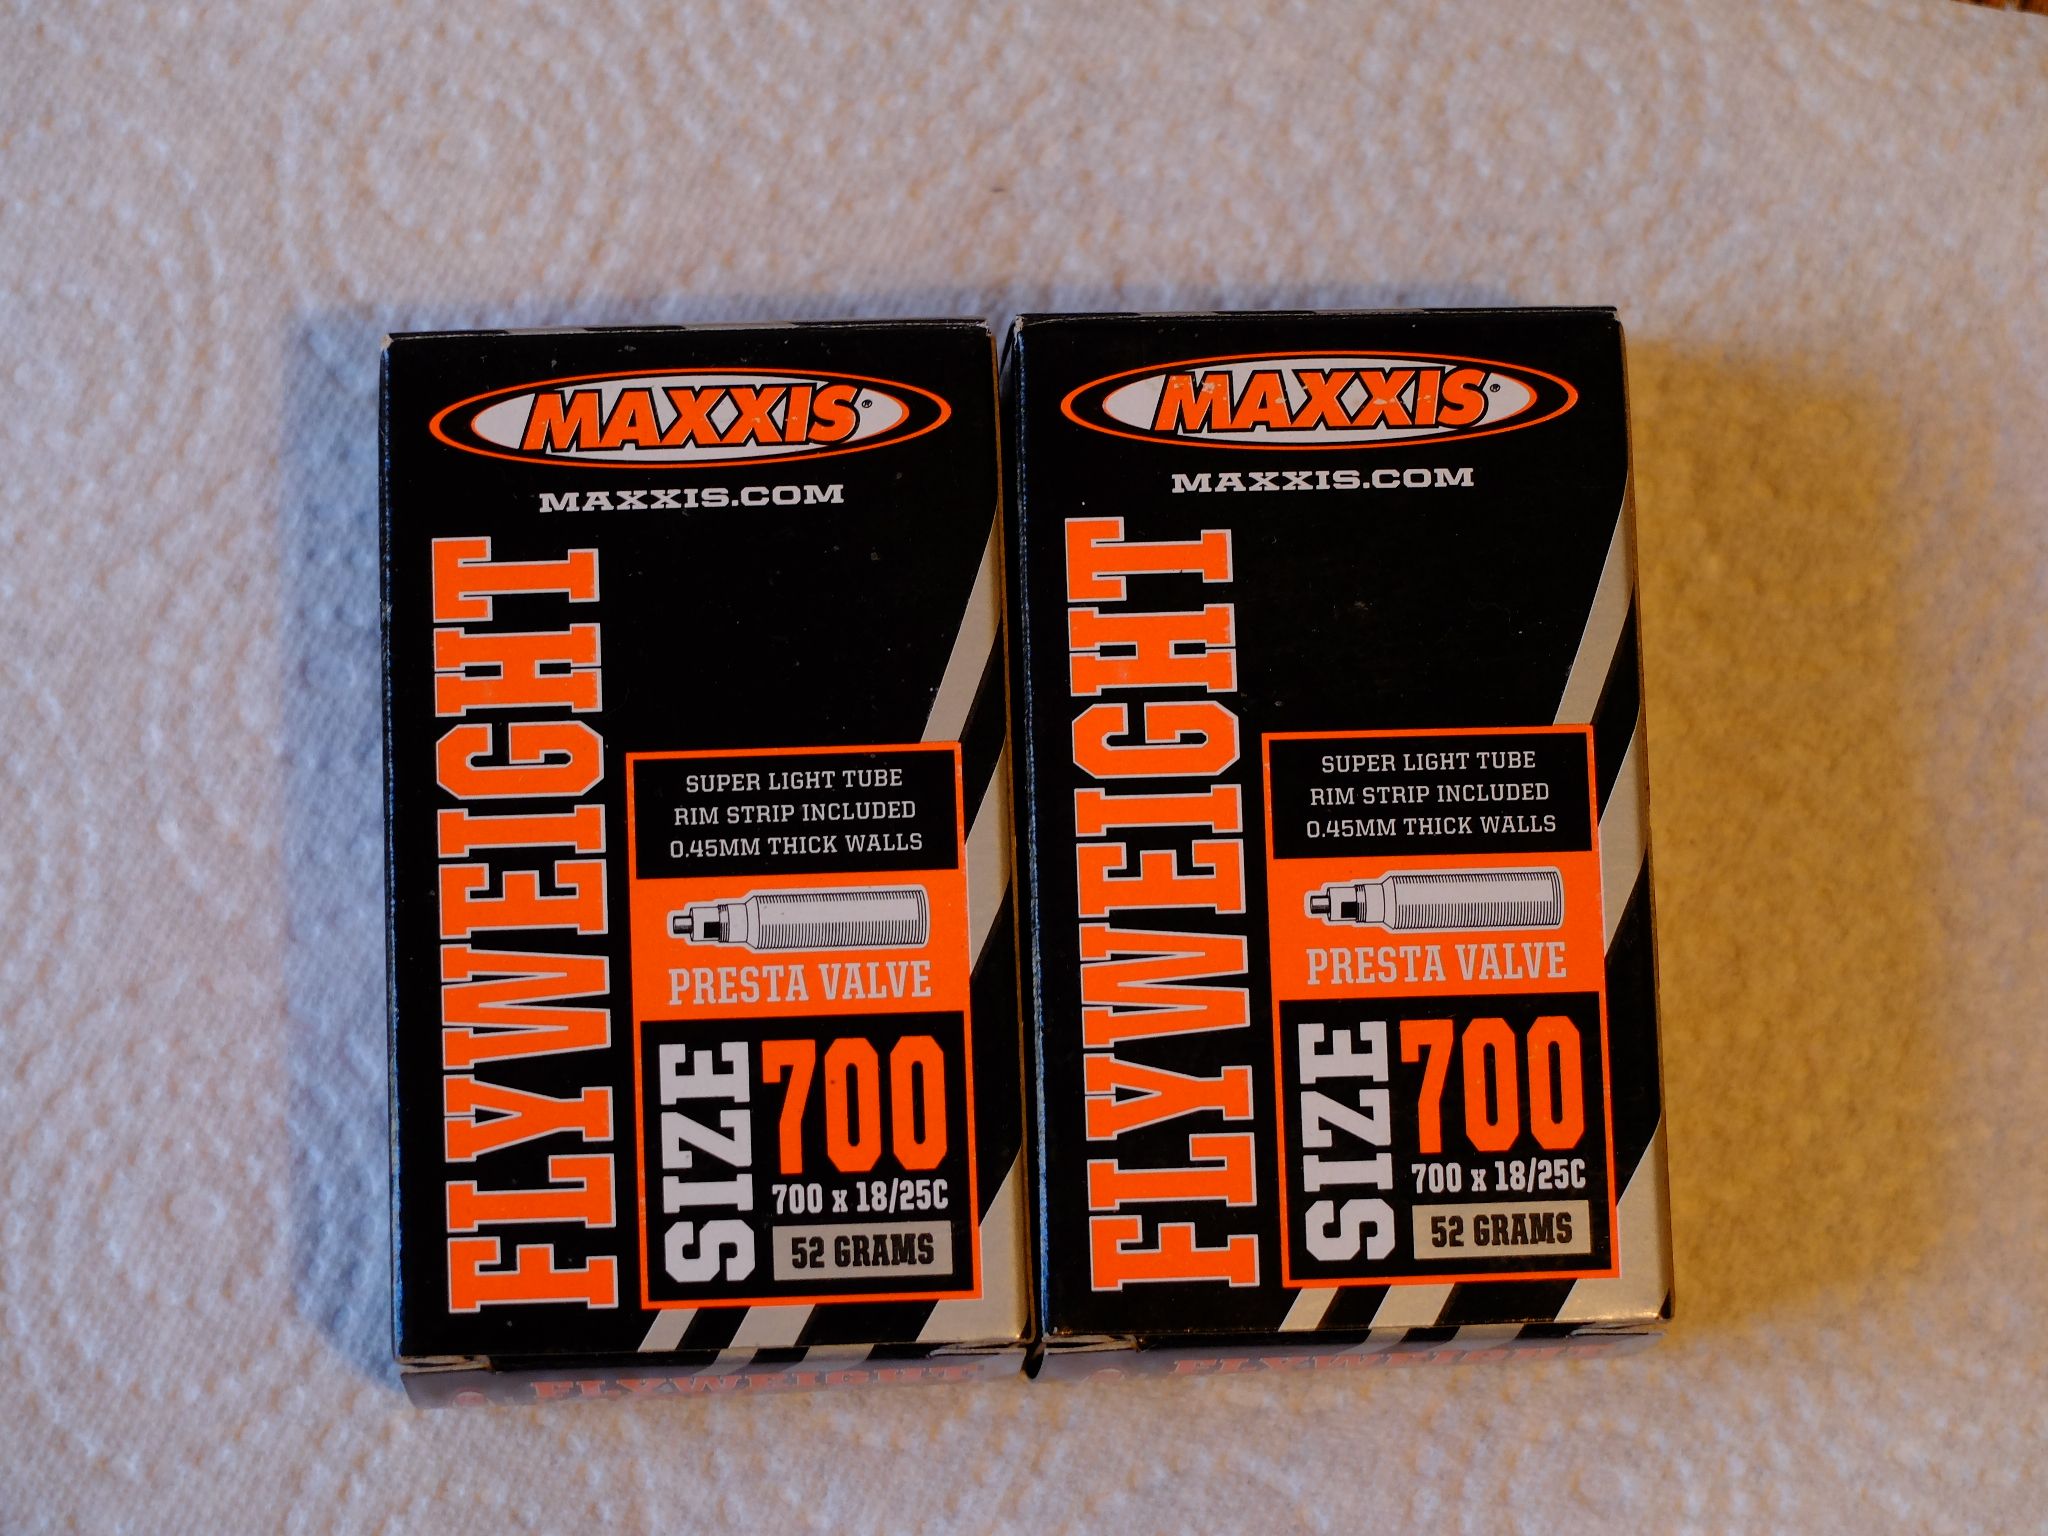 MAXXIS®
MAXXIS.COM
FLYWEIGHT
SUPER LIGHT TUBE
RIM STRIP INCLUDED
0.45MM THICK WALLS
PRESTA VALVE
SIZE
700
700 x 18/25C
52 GRAMS
FLYWEIGHT
MAXXIS®
MAXXIS.COM
FLYWEIGHT
SUPER LIGHT TUBE
RIM STRIP INCLUDED
0.45MM THICK WALLS
PRESTA VALVE
SIZE
700
700 x 18/25C
52 GRAMS
FLYWEIGHT